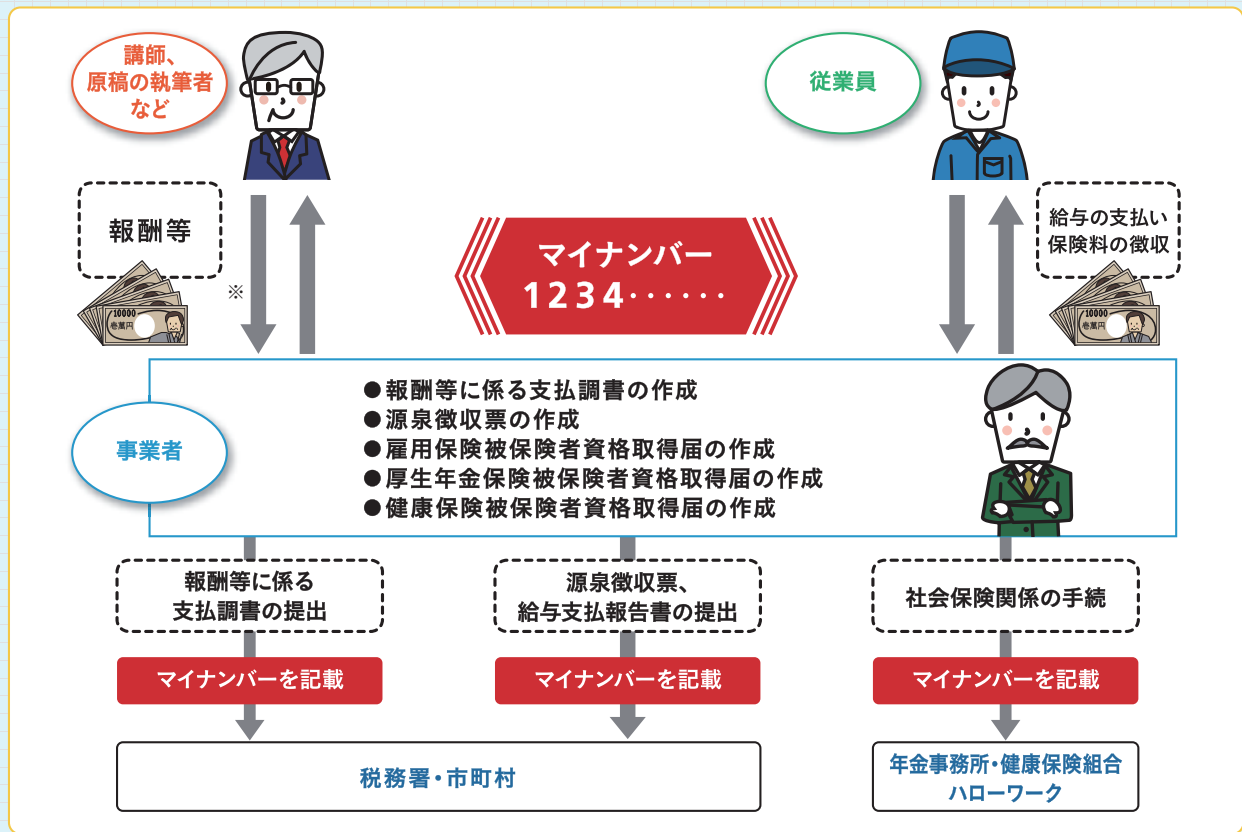 講師、
原稿の執筆者
など
従業員
報酬等
※
10000
壱萬円
マイナンバー
1234・・・・・・
給与の支払い
保険料の徴収
10000
壱萬円
事業者
●報酬等に係る支払調書の作成
●源泉徴収票の作成
●雇用保険被保険者資格取得届の作成
●厚生年金保険被保険者資格取得届の作成
●健康保険被保険者資格取得届の作成
報酬等に係る
支払調書の提出
源泉徴収票、
給与支払報告書の提出
社会保険関係の手続
マイナンバーを記載
マイナンバーを記載
マイナンバーを記載
税務署・市町村
年金事務所・健康保険組合
ハローワーク